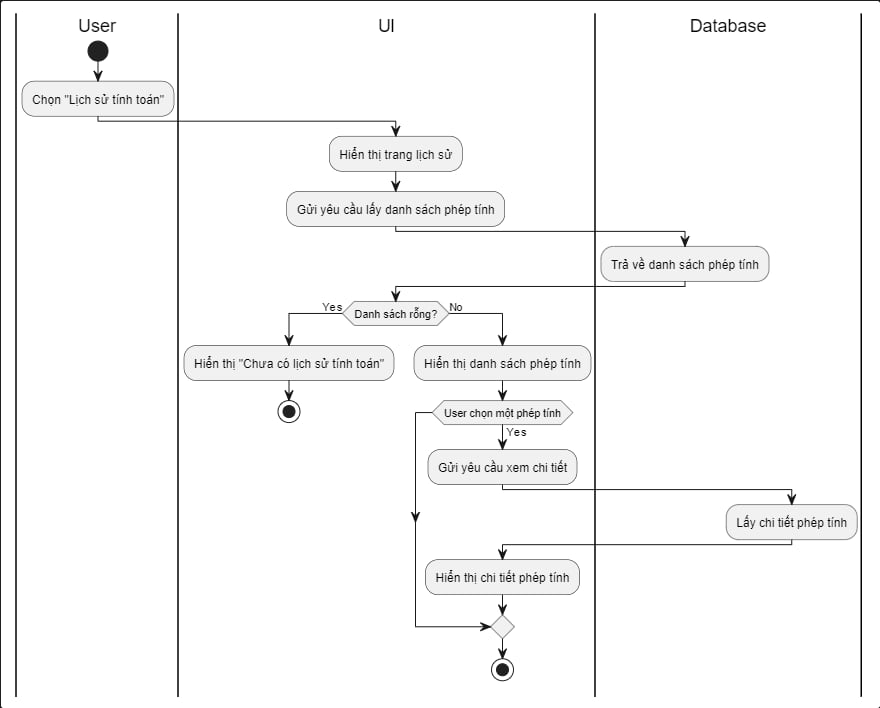 User
UI
Database
Chọn "Lịch sử tính toán"
Hiển thị trang lịch sử
Gửi yêu cầu lấy danh sách phép tính
Trả về danh sách phép tính
Yes
Danh sách rỗng?
No
Hiển thị "Chưa có lịch sử tính toán"
Hiển thị danh sách phép tính
User chọn một phép tính
Yes
Gửi yêu cầu xem chi tiết
Lấy chi tiết phép tính
Hiển thị chi tiết phép tính